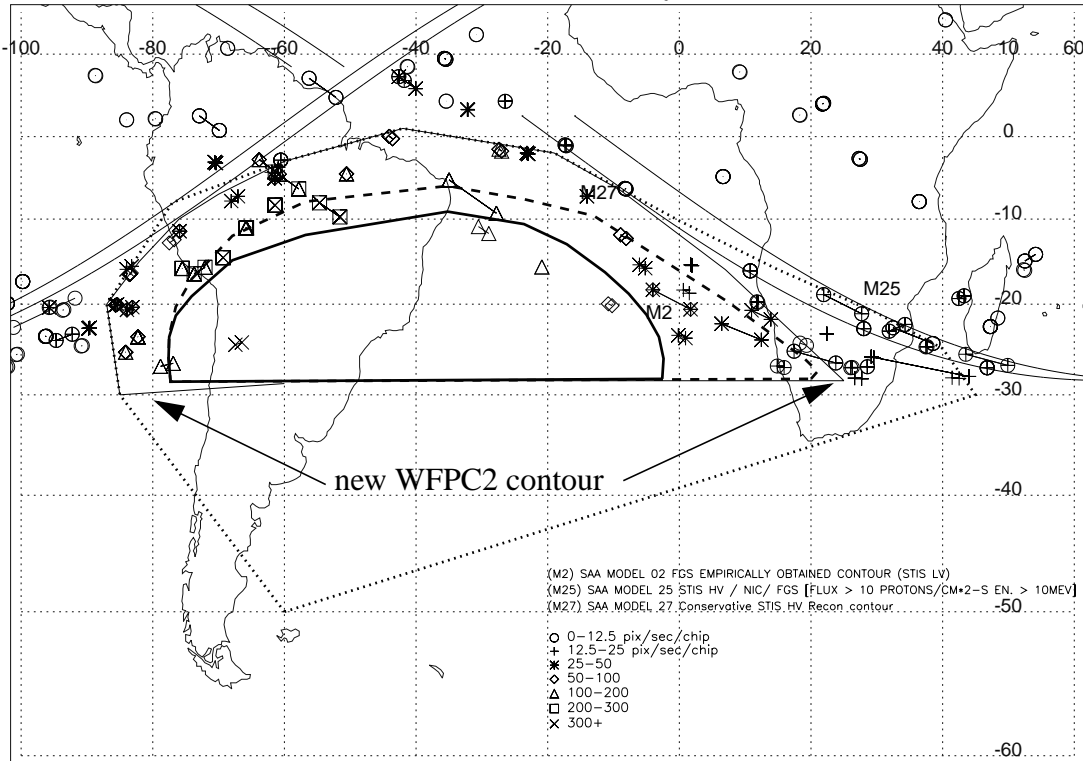 -100 -80 -60 -40 -20 0 20 40 50 60
-10
0
M27
-10
M25
-20
M2
-30
new WFPC2 contour
-40
(M2) SAA MODEL 02 FGS EMPIRICALLY OBTAINED CONTOUR (STIS LV)
(M25) SAA MODEL 25 STIS HV / NIC/ FGS [FLUX > 10 PROTONS/CM*2-S EN. > 10MEV]
(M27) SAA MODEL 27 Conservative STIS HV Recon contour
-50
0-12.5 pix/sec/chip
12.5-25 pix/sec/chip
25-50
50-100
100-200
200-300
300+
-60